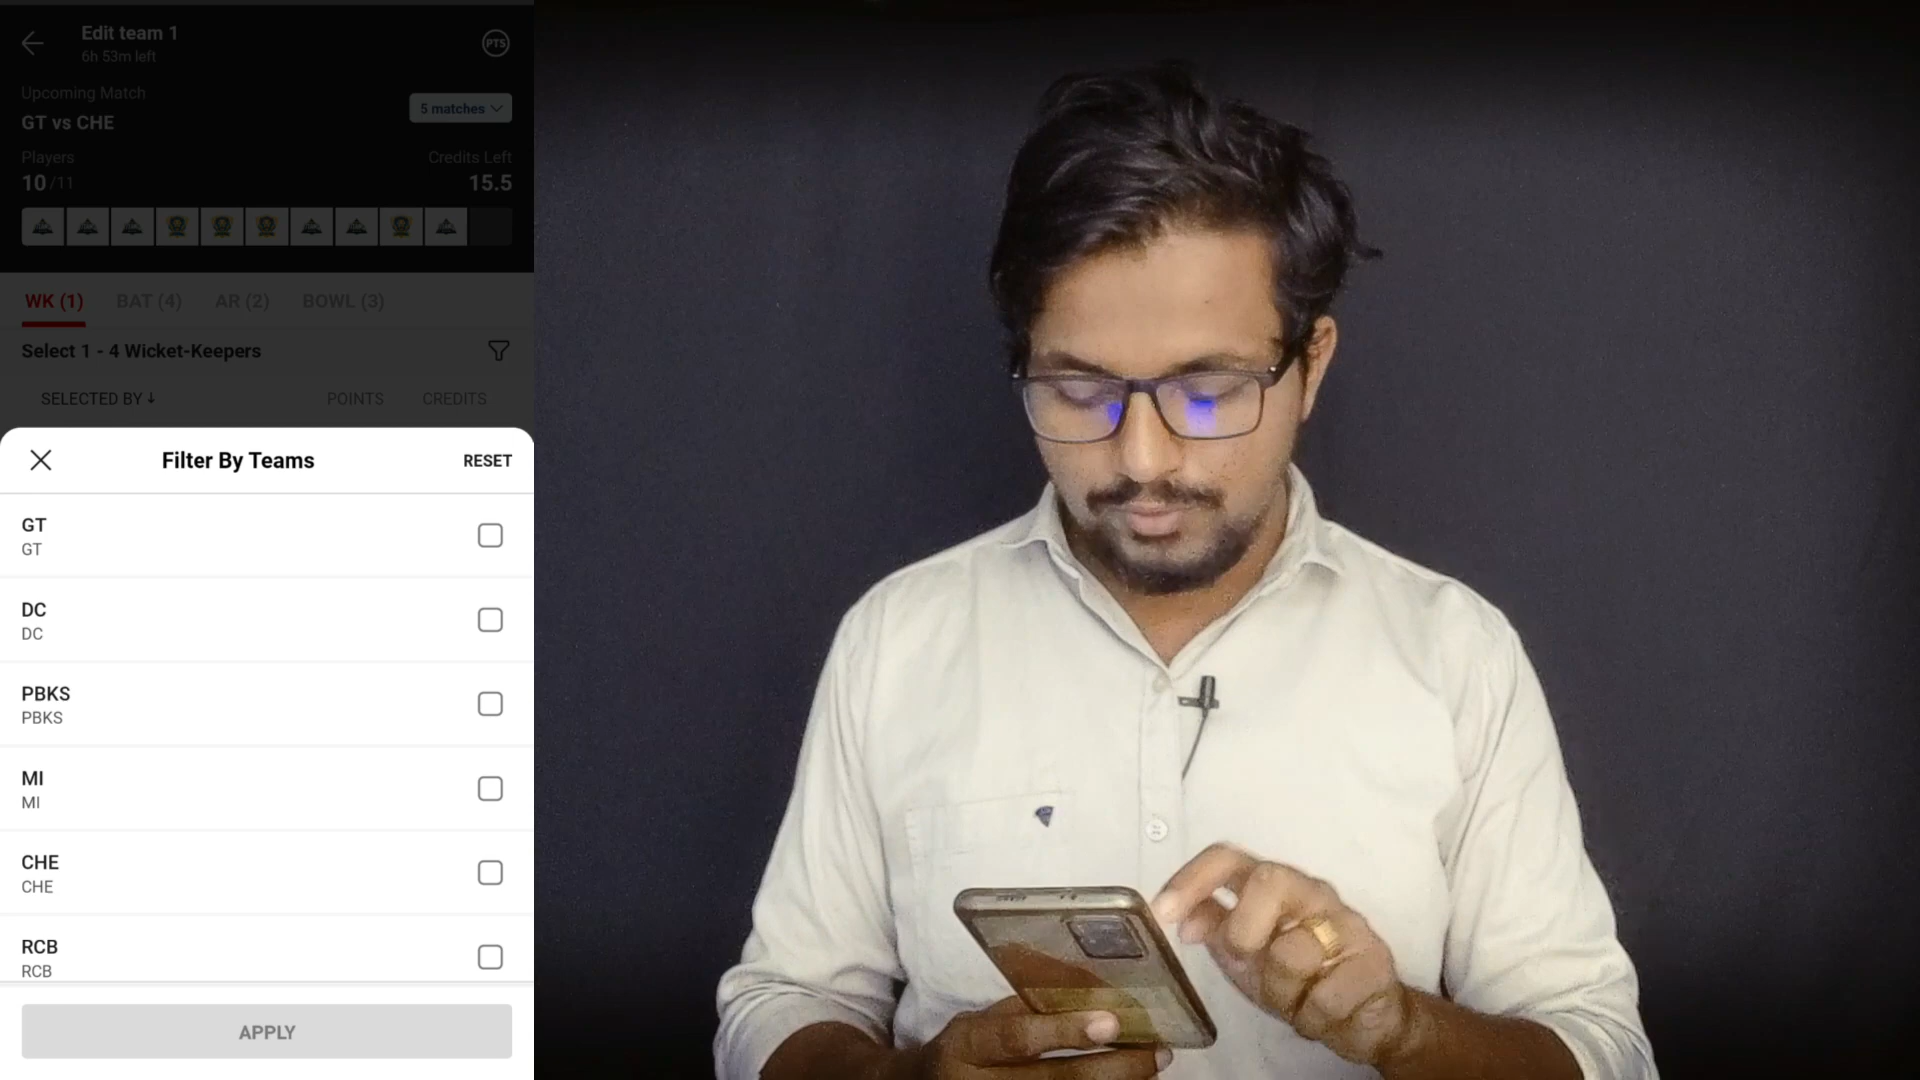 Edit team 1
6h 53m left
PTS
Upcoming Match
5 matches
GT vs CHE
Players
Credits Left
10/11
15.5
WK (1) BAT (4) AR (2) BOWL (3)
Select 1 - 4 Wicket-Keepers
SELECTED BY↓ POINTS CREDITS
Filter By Teams
RESET
GT
GT
DC
DC
PBKS
PBKS
MI
MI
CHE
CHE
RCB
RCB
APPLY